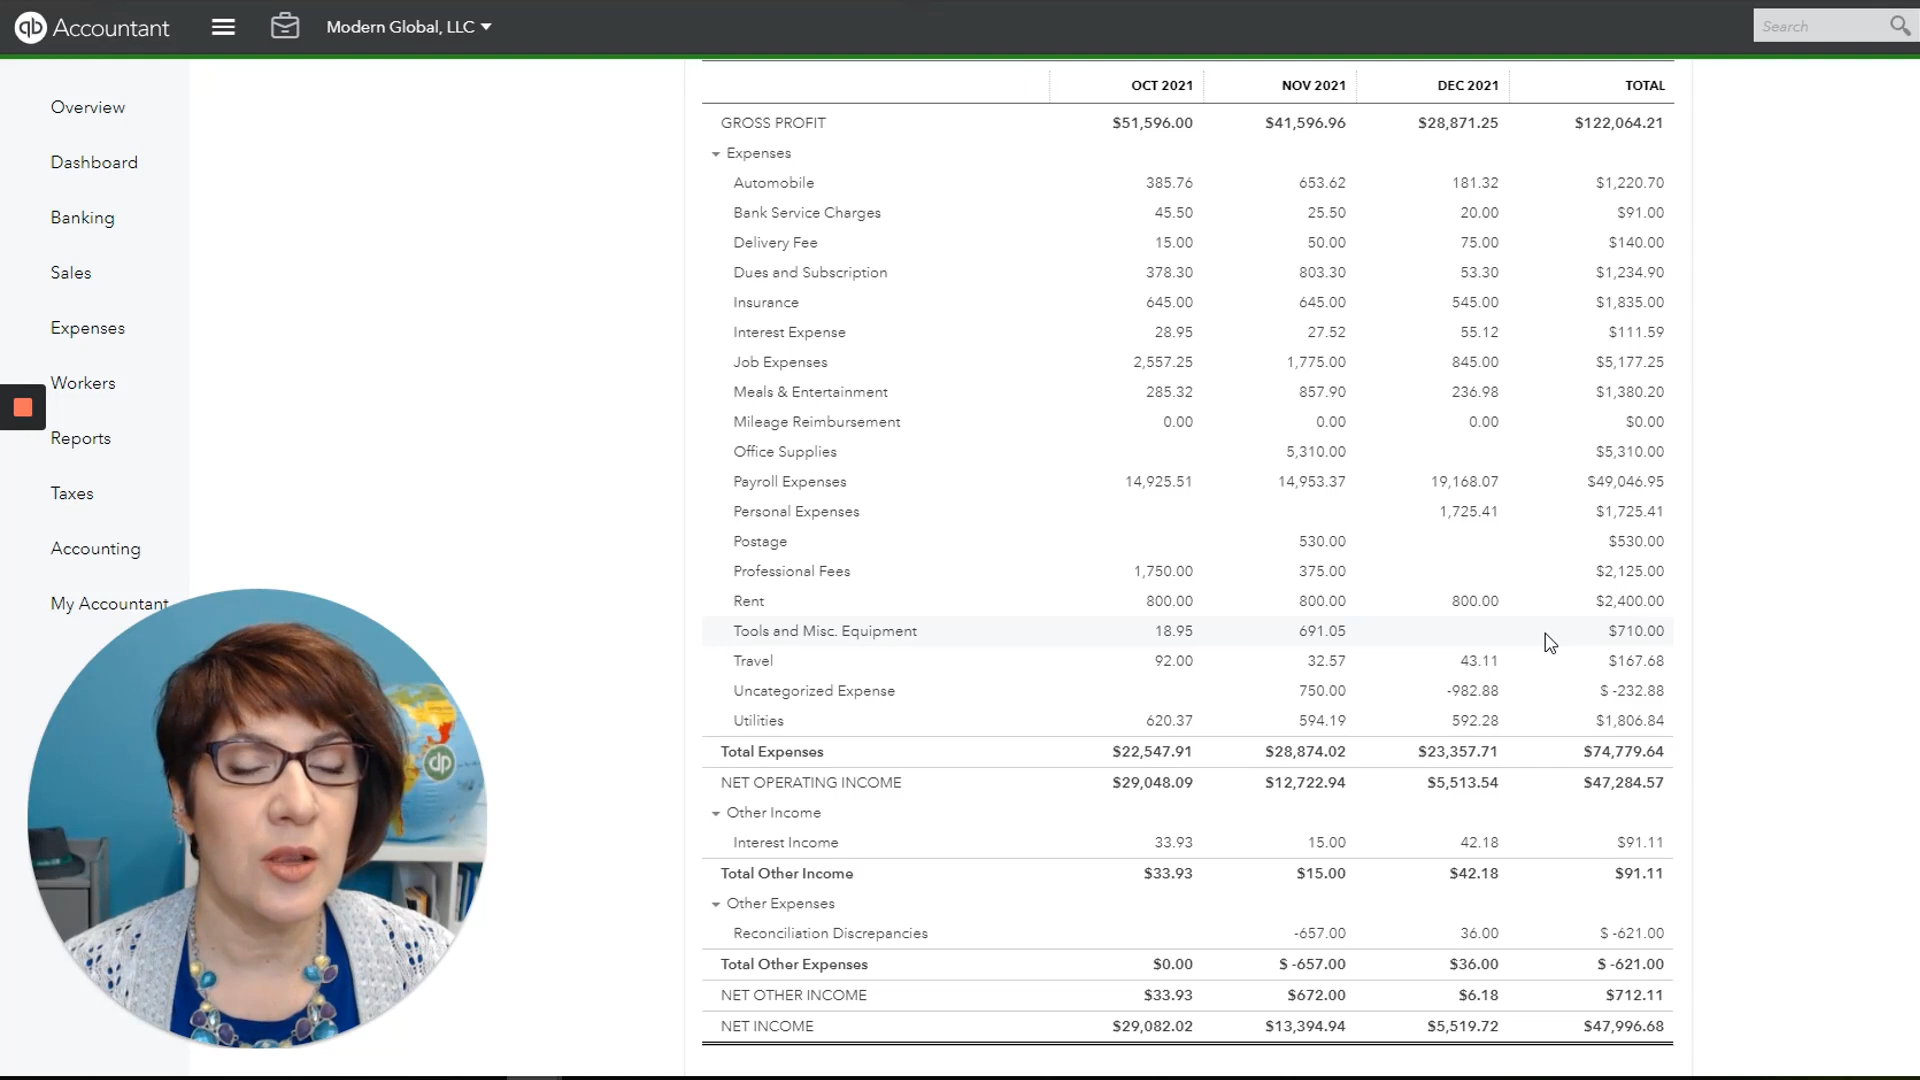 qb Accountant Modern Global, LLC Search
Overview
Dashboard
Banking
Sales
Expenses
Workers
Reports
Taxes
Accounting
My Accountant
OCT 2021 NOV 2021 DEC 2021 TOTAL
GROSS PROFIT $51,596.00 $41,596.96 $28,871.25 $122,064.21
Expenses
Automobile 385.76 653.62 181.32 $1,220.70
Bank Service Charges 45.50 25.50 20.00 $91.00
Delivery Fee 15.00 50.00 75.00 $140.00
Dues and Subscription 378.30 803.30 53.30 $1,234.90
Insurance 645.00 645.00 545.00 $1,835.00
Interest Expense 28.95 27.52 55.12 $111.59
Job Expenses 2,557.25 1,775.00 845.00 $5,177.25
Meals & Entertainment 285.32 857.90 236.98 $1,380.20
Mileage Reimbursement 0.00 0.00 0.00 $0.00
Office Supplies 5,310.00 $5,310.00
Payroll Expenses 14,925.51 14,953.37 19,168.07 $49,046.95
Personal Expenses 1,725.41 $1,725.41
Postage 530.00 $530.00
Professional Fees 1,750.00 375.00 $2,125.00
Rent 800.00 800.00 800.00 $2,400.00
Tools and Misc. Equipment 18.95 691.05 $710.00
Travel 92.00 32.57 43.11 $167.68
Uncategorized Expense 750.00 -982.88 $ -232.88
Utilities 620.37 594.19 592.28 $1,806.84
Total Expenses $22,547.91 $28,874.02 $23,357.71 $74,779.64
NET OPERATING INCOME $29,048.09 $12,722.94 $5,513.54 $47,284.57
Other Income
Interest Income 33.93 15.00 42.18 $91.11
Total Other Income $33.93 $15.00 $42.18 $91.11
Other Expenses
Reconciliation Discrepancies -657.00 36.00 $ -621.00
Total Other Expenses $0.00 $ -657.00 $36.00 $ -621.00
NET OTHER INCOME $33.93 $672.00 $6.18 $712.11
NET INCOME $29,082.02 $13,394.94 $5,519.72 $47,996.68
dp